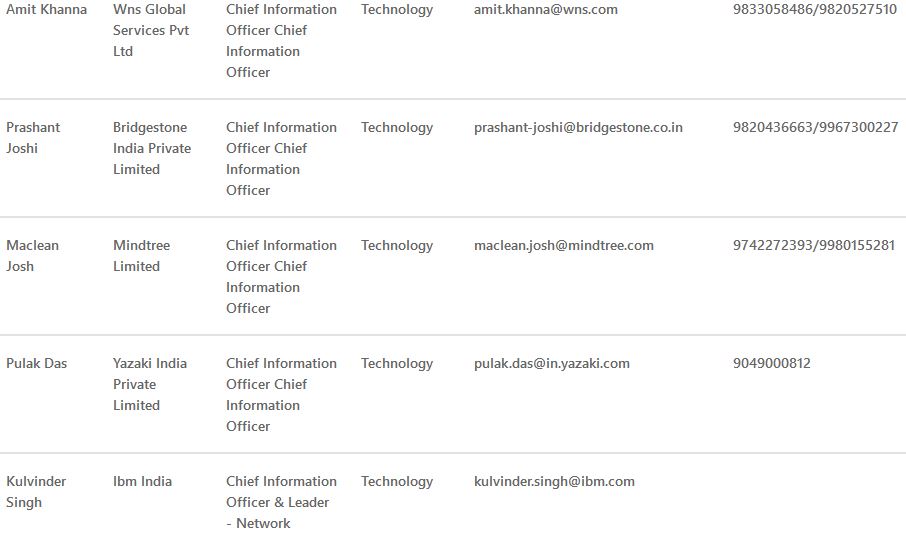 Amit Khanna Wns Global Chief Information Technology amit.khanna@wns.com 9833058486/9820527510
Services Pvt Officer Chief
Ltd Information
Officer
Prashant Bridgestone Chief Information Technology prashant-joshi@bridgestone.co.in 9820436663/9967300227
Joshi India Private Officer Chief
Limited Information
Officer
Maclean Mindtree Chief Information Technology maclean.josh@mindtree.com 9742272393/9980155281
Josh Limited Officer Chief
Information
Officer
Pulak Das Yazaki India Chief Information Technology pulak.das@in.yazaki.com 9049000812
Private Officer Chief
Limited Information
Officer
Kulvinder Ibm India Chief Information Technology kulvinder.singh@ibm.com
Singh Officer & Leader
- Network